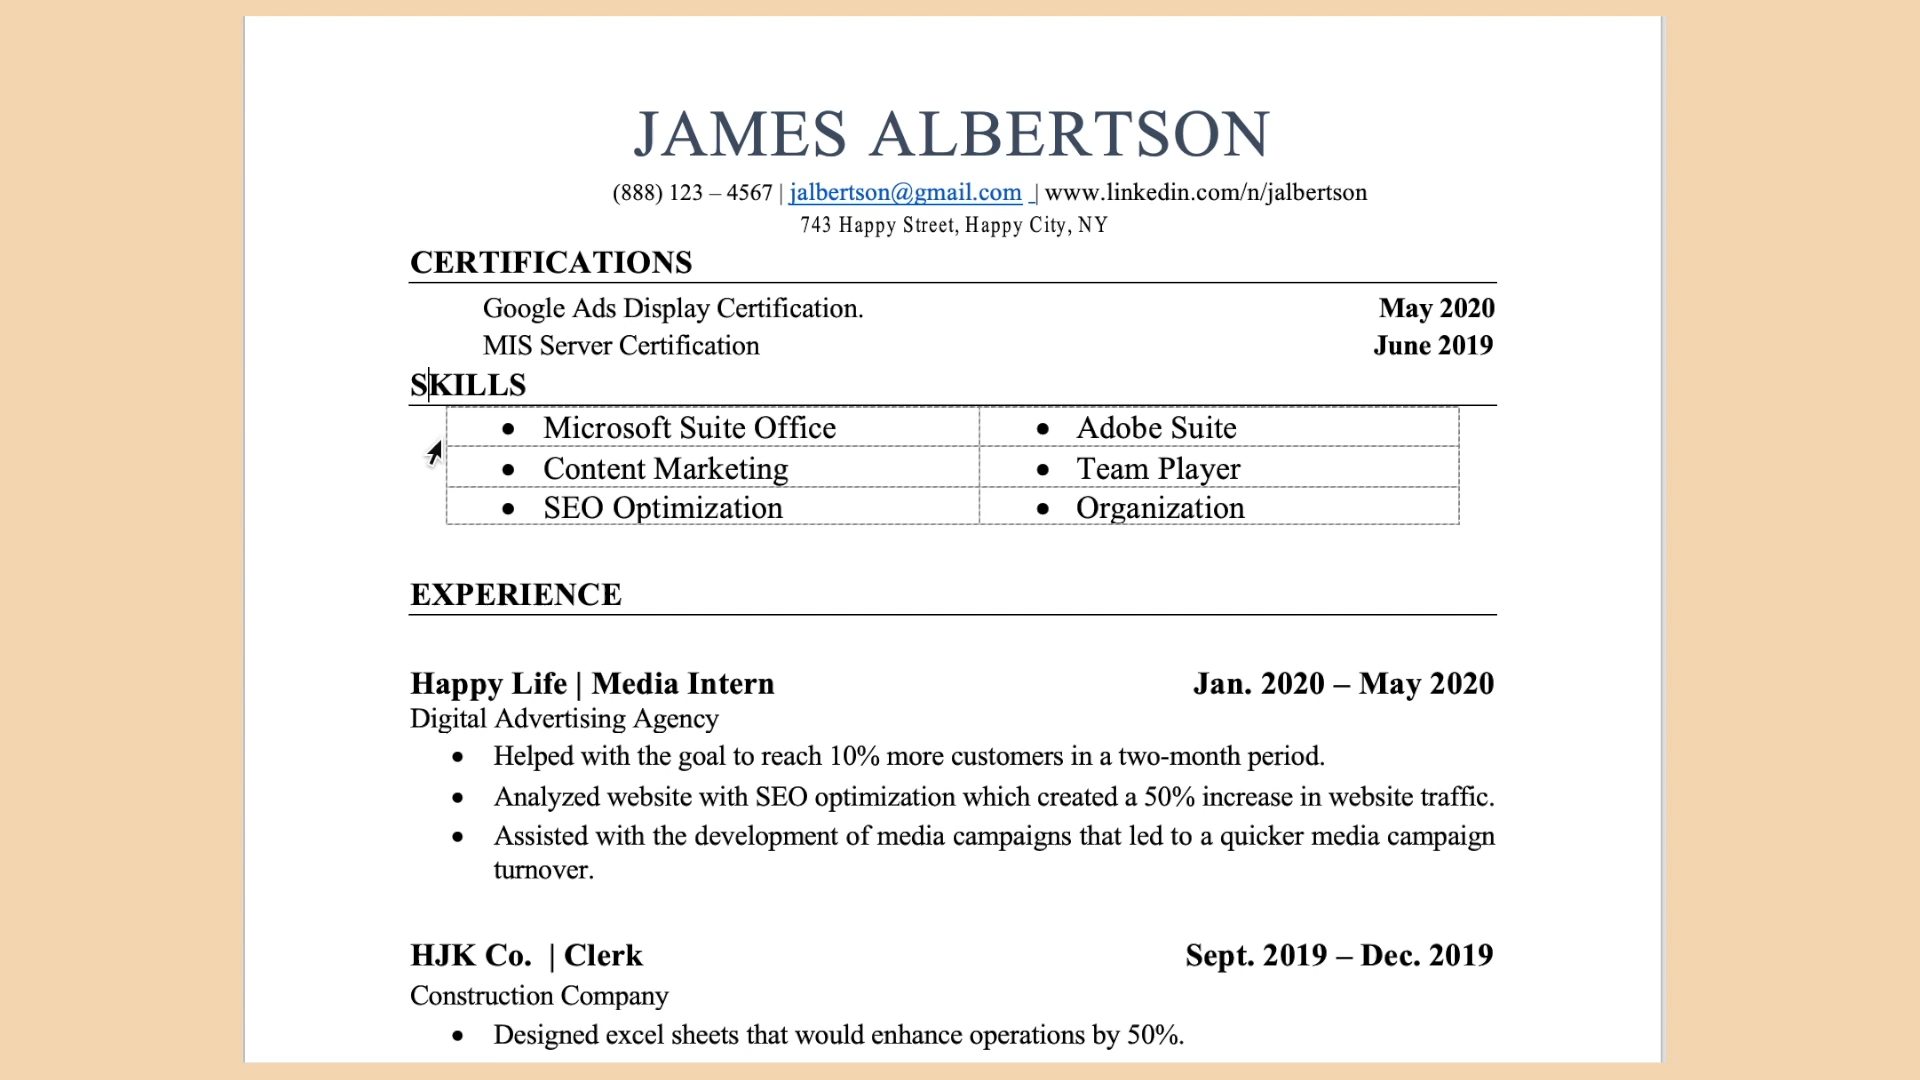 JAMES ALBERTSON
(888) 123 – 4567 | jalbertson@gmail.com | www.linkedin.com/n/jalbertson
743 Happy Street, Happy City, NY
CERTIFICATIONS
Google Ads Display Certification. May 2020
MIS Server Certification June 2019
SKILLS
• Microsoft Suite Office • Adobe Suite
• Content Marketing • Team Player
• SEO Optimization • Organization
EXPERIENCE
Happy Life | Media Intern Jan. 2020 – May 2020
Digital Advertising Agency
• Helped with the goal to reach 10% more customers in a two-month period.
• Analyzed website with SEO optimization which created a 50% increase in website traffic.
• Assisted with the development of media campaigns that led to a quicker media campaign
turnover.
HJK Co. | Clerk Sept. 2019 – Dec. 2019
Construction Company
• Designed excel sheets that would enhance operations by 50%.